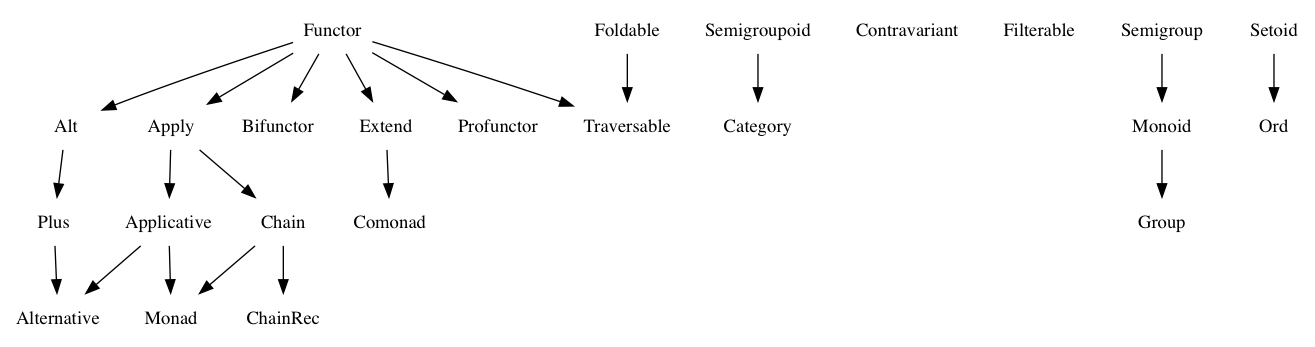 Functor Foldable Semigroupoid Contravariant Filterable Semigroup Setoid
Alt Apply Bifunctor Extend Profunctor Traversable Category Monoid Ord
Plus Applicative Chain Comonad Group
Alternative Monad ChainRec